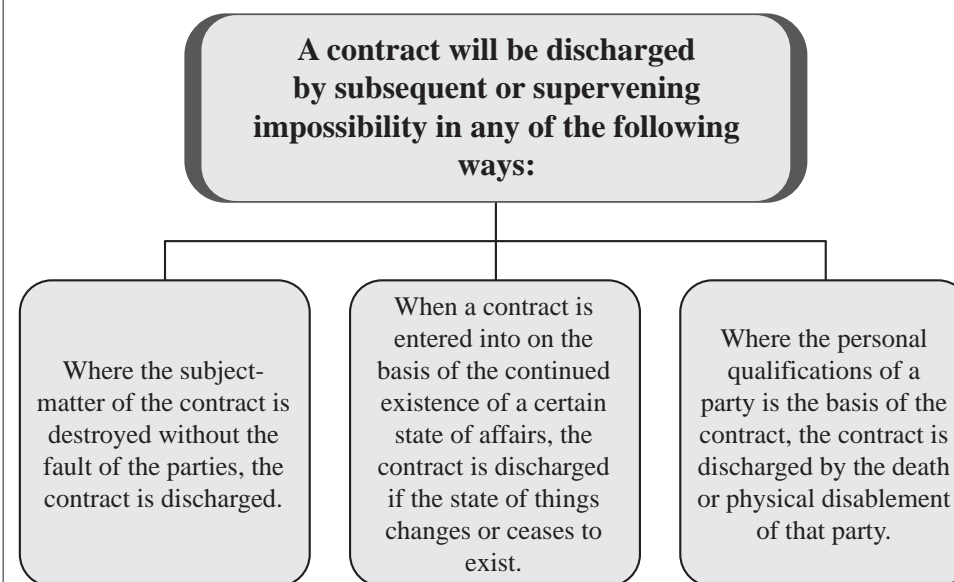 A contract will be discharged
by subsequent or supervening
impossibility in any of the following
ways:
Where the subject-
matter of the contract is
destroyed without the
fault of the parties, the
contract is discharged.
When a contract is
entered into on the
basis of the continued
existence of a certain
state of affairs, the
contract is discharged
if the state of things
changes or ceases to
exist.
Where the personal
qualifications of a
party is the basis of the
contract, the contract is
discharged by the death
or physical disablement
of that party.